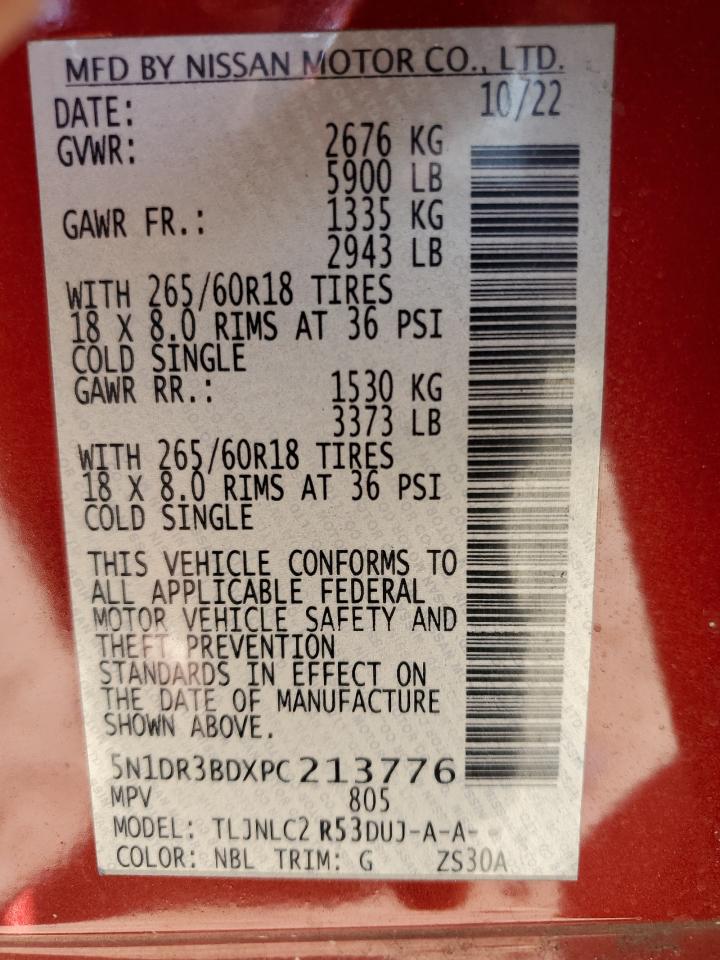 MFD BY NISSAN MOTOR CO., LTD.
DATE: 10/22
GVWR: 2676 KG
5900 LB
GAWR FR.: 1335 KG
2943 LB
WITH 265/60R18 TIRES
18 X 8.0 RIMS AT 36 PSI
COLD SINGLE
GAWR RR.: 1530 KG
3373 LB
WITH 265/60R18 TIRES
18 X 8.0 RIMS AT 36 PSI
COLD SINGLE
THIS VEHICLE CONFORMS TO
ALL APPLICABLE FEDERAL
MOTOR VEHICLE SAFETY AND
THEFT PREVENTION
STANDARDS IN EFFECT ON
THE DATE OF MANUFACTURE
SHOWN ABOVE.
5N1DR3BDXPC213776
MPV 805
MODEL: TLJNLC2 R53DUJ-A-A- -
COLOR: NBL TRIM: G ZS30A